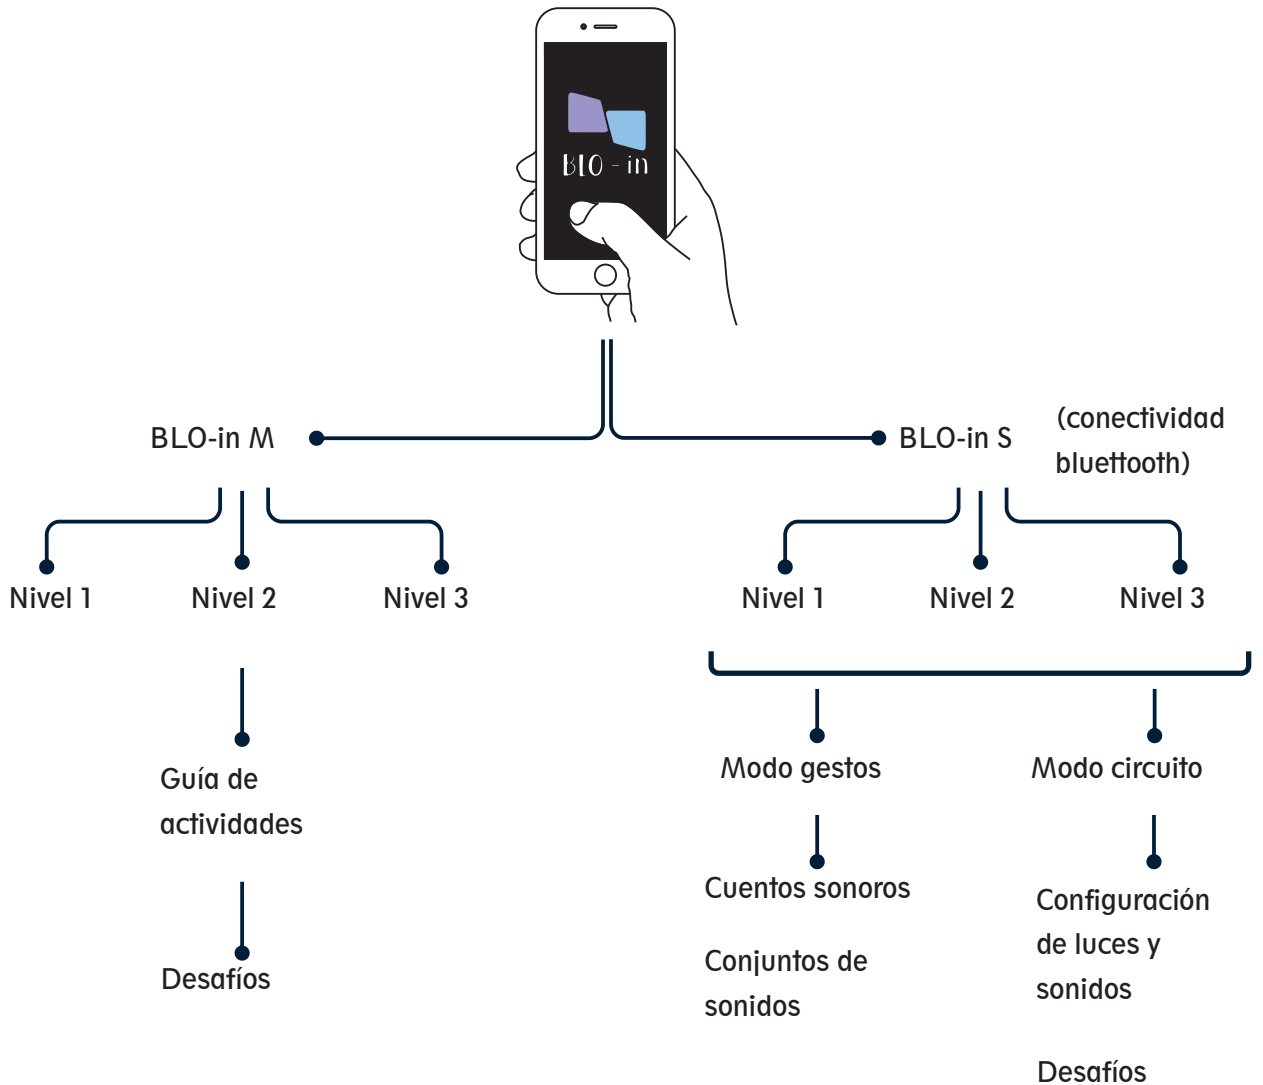 BLO - in
BLO-in M
BLO-in S
(conectividad
bluettooth)
Nivel 1
Nivel 2
Nivel 3
Nivel 1
Nivel 2
Nivel 3
Guía de
actividades
Desafíos
Modo gestos
Modo circuito
Cuentos sonoros
Conjuntos de
sonidos
Configuración
de luces y
sonidos
Desafíos